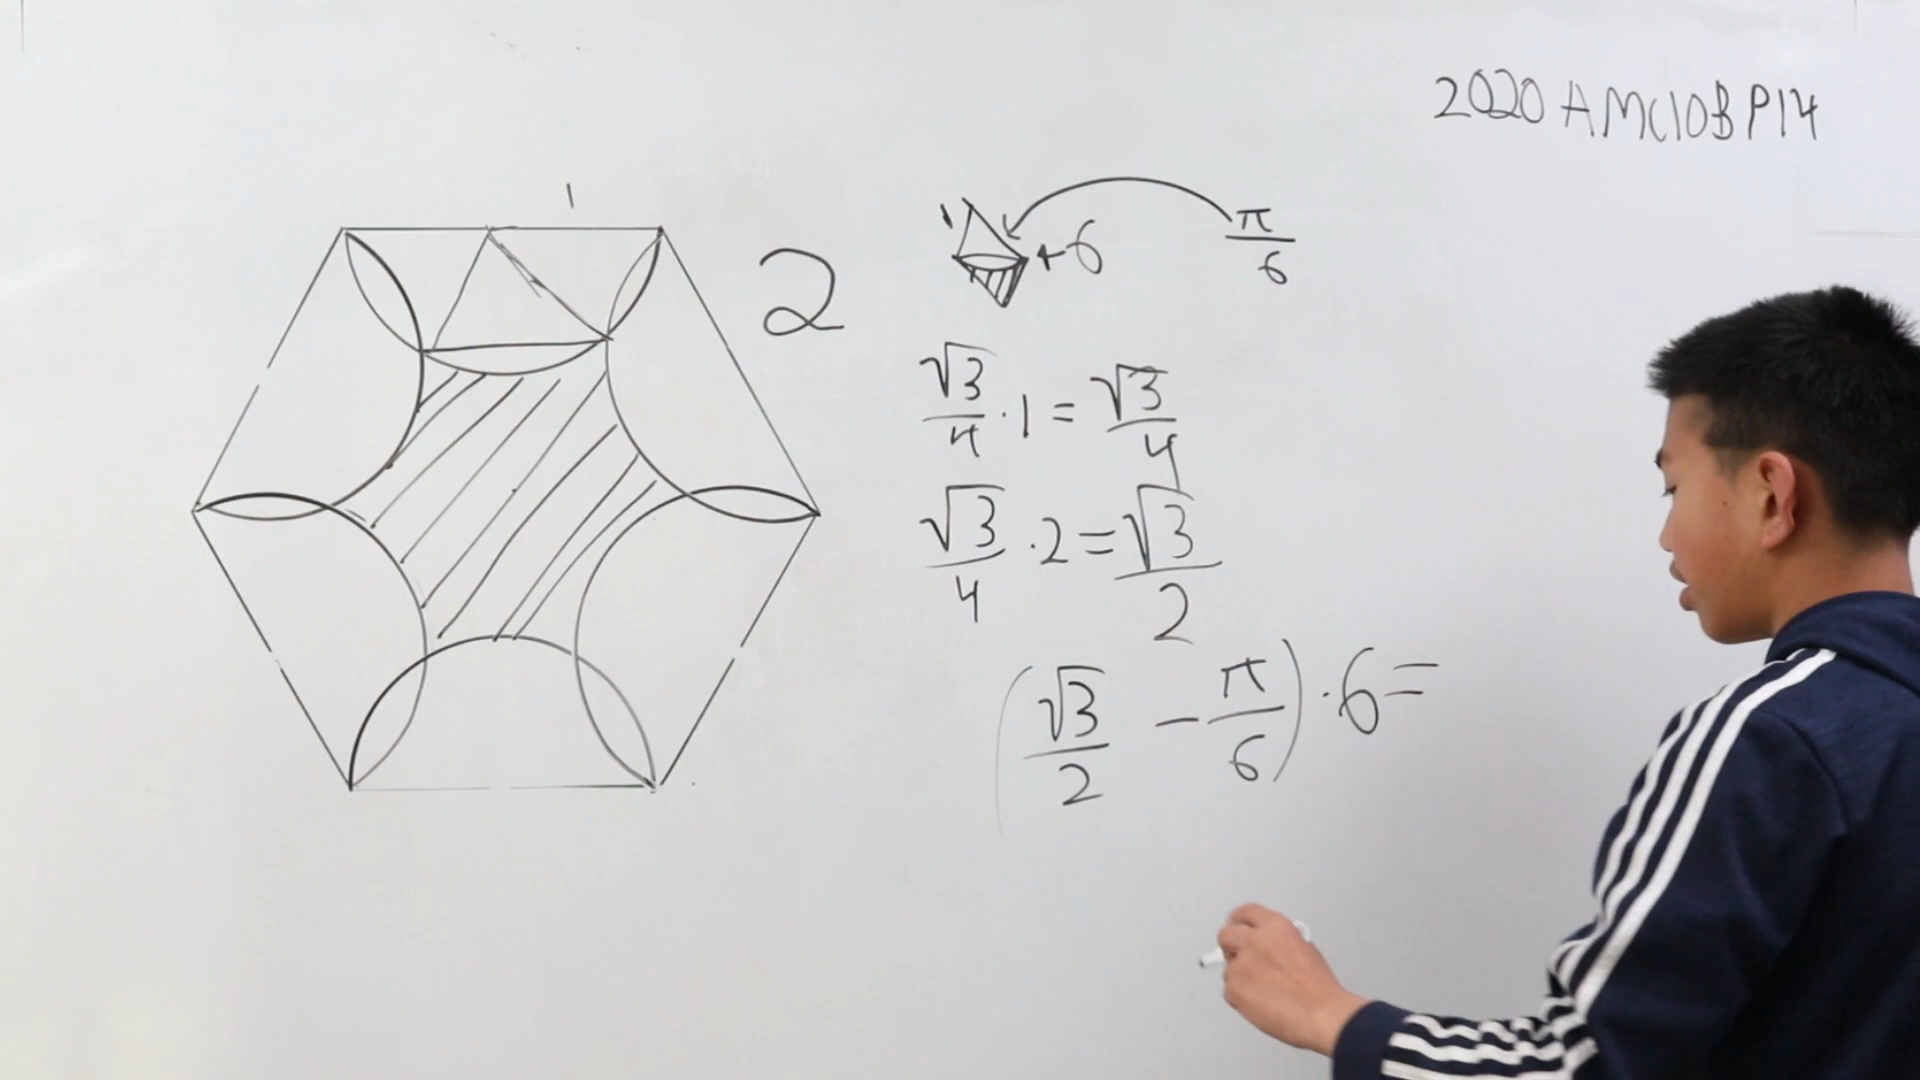 2020 AMC10B P14
1
2
1
+6
π/6
√3/4 · 1 = √3/4
√3/4 · 2 = √3/2
(√3/2 - π/6) · 6 =